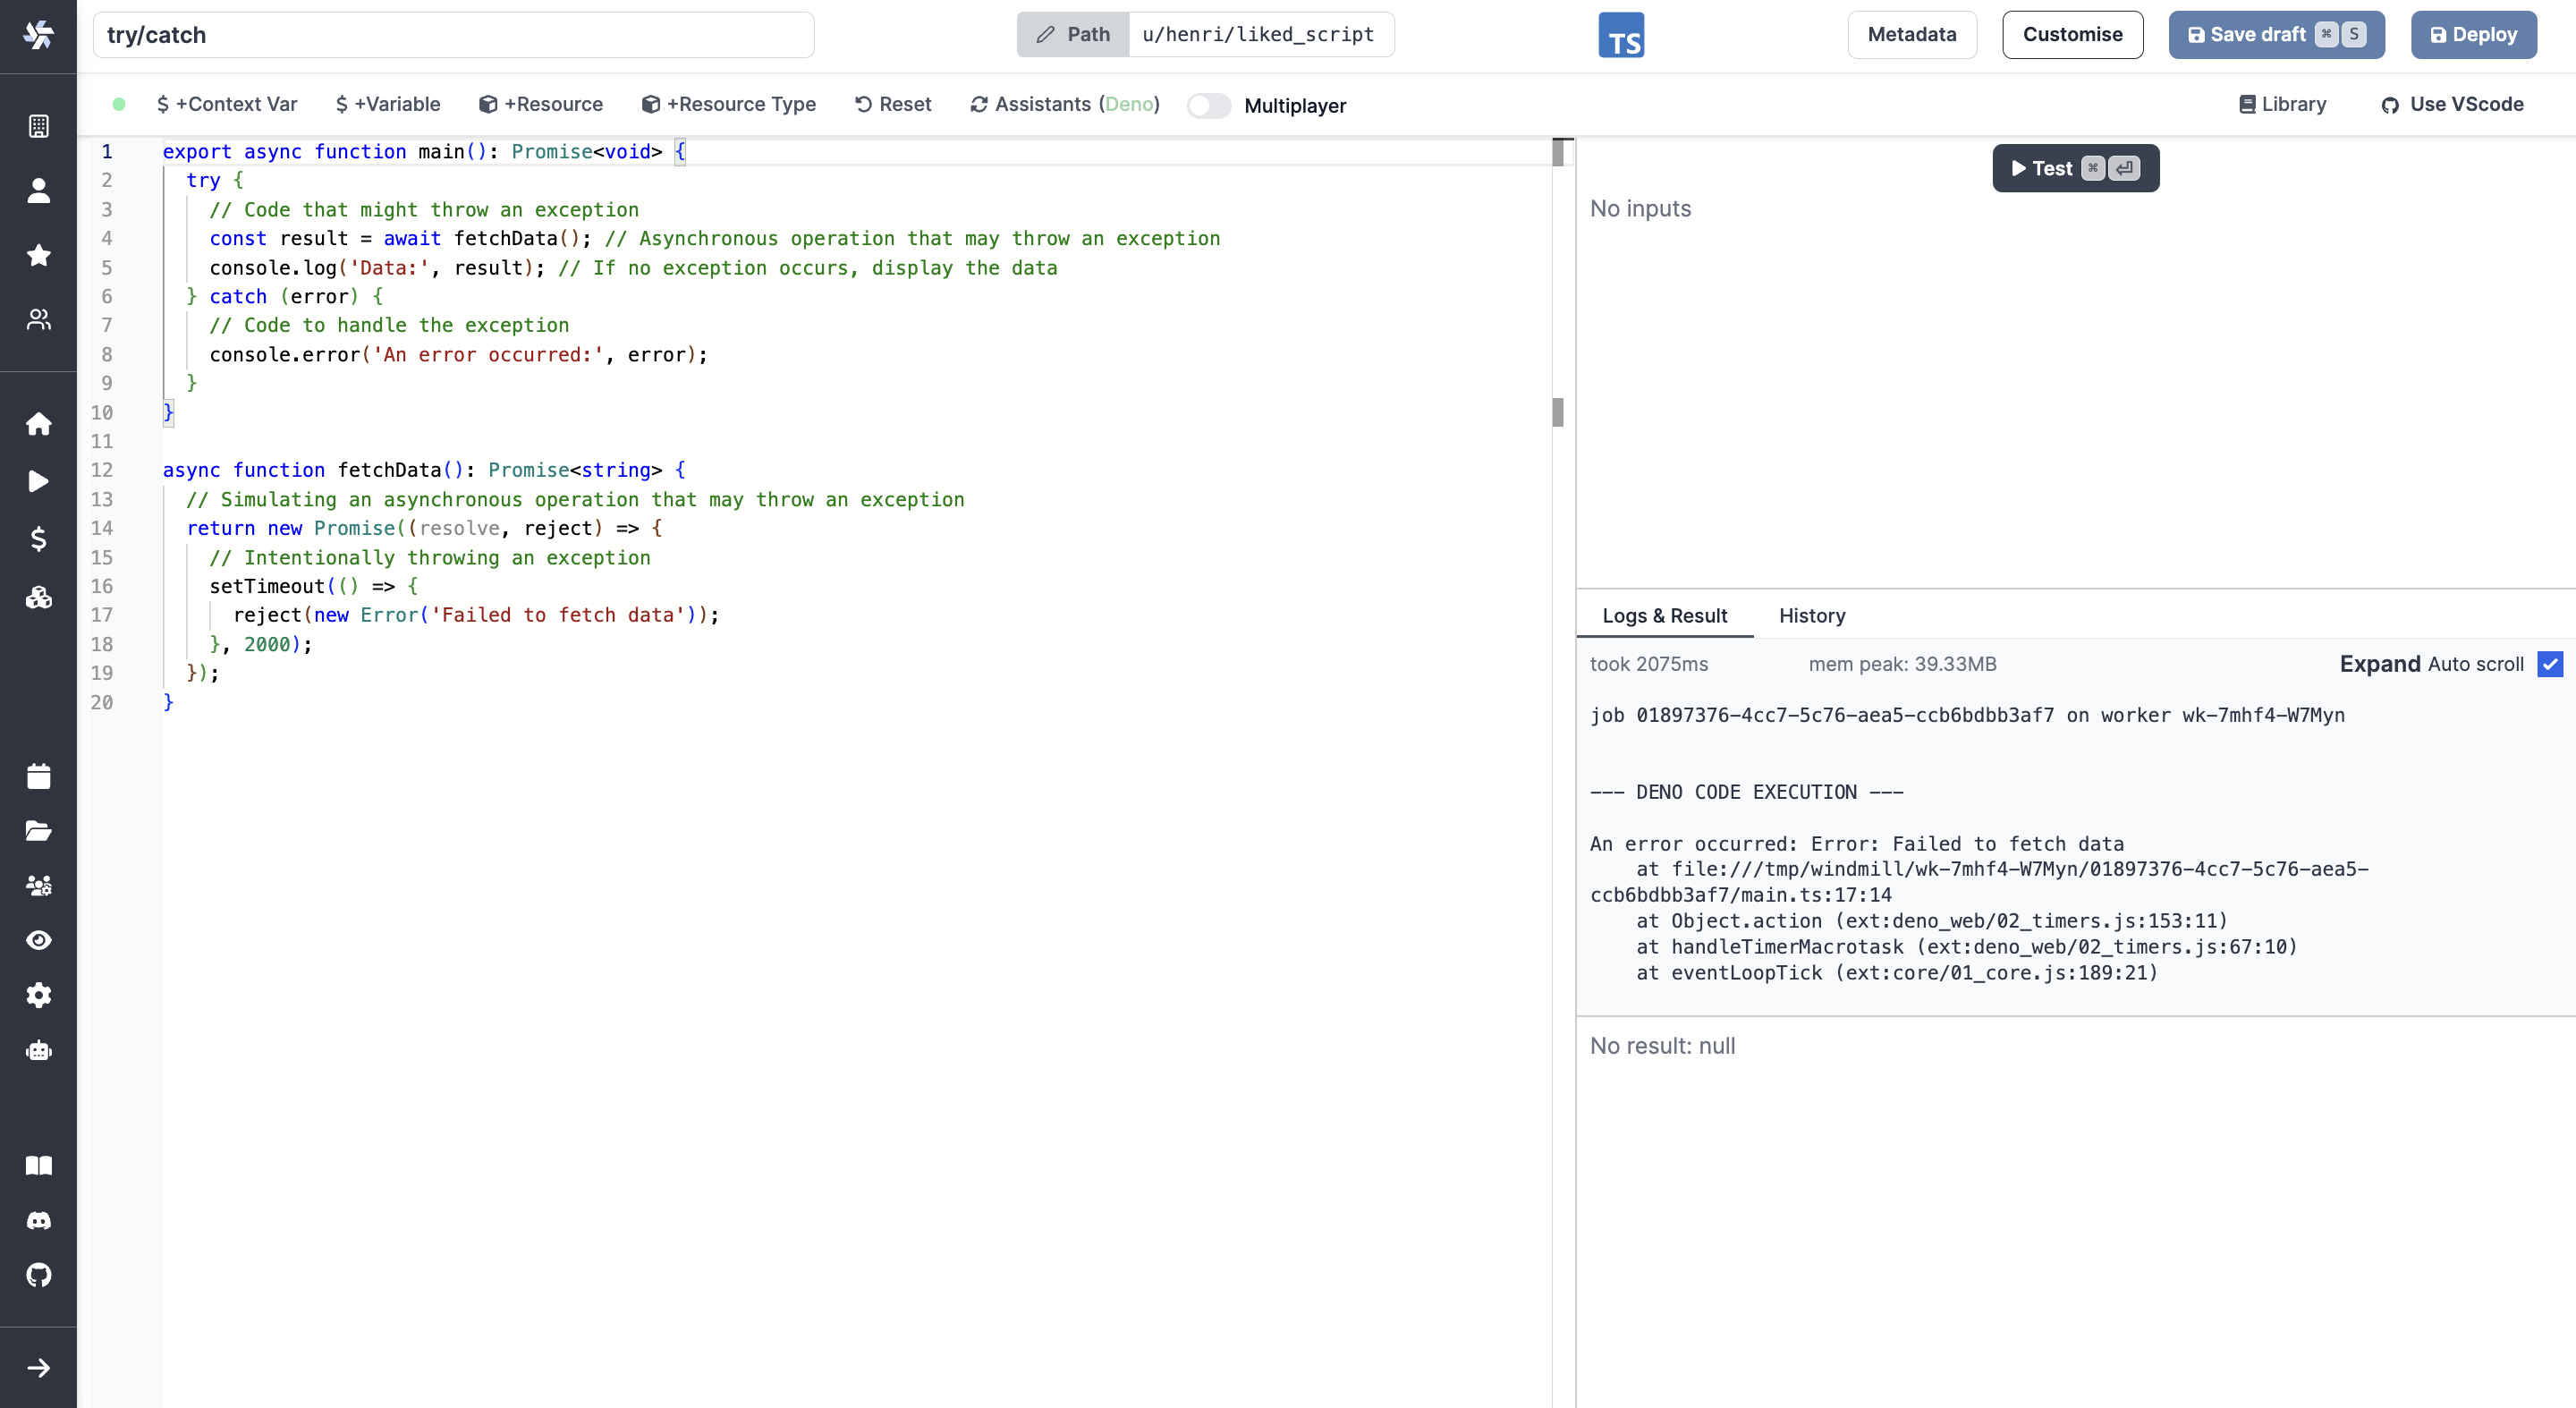 try/catch
Path u/henri/liked_script
TS
Metadata
Customise
Save draft ⌘ S
Deploy
$ +Context Var
$ +Variable
+Resource
+Resource Type
Reset
Assistants (Deno)
Multiplayer
Library
Use VScode
1 export async function main(): Promise<void> {
2   try {
3     // Code that might throw an exception
4     const result = await fetchData(); // Asynchronous operation that may throw an exception
5     console.log('Data:', result); // If no exception occurs, display the data
6   } catch (error) {
7     // Code to handle the exception
8     console.error('An error occurred:', error);
9   }
10 }
11
12 async function fetchData(): Promise<string> {
13   // Simulating an asynchronous operation that may throw an exception
14   return new Promise((resolve, reject) => {
15     // Intentionally throwing an exception
16     setTimeout(() => {
17       reject(new Error('Failed to fetch data'));
18     }, 2000);
19   });
20 }
Test ⌘ ⏎
No inputs
Logs & Result
History
took 2075ms
mem peak: 39.33MB
Expand Auto scroll
job 01897376-4cc7-5c76-aea5-ccb6bdbb3af7 on worker wk-7mhf4-W7Myn
--- DENO CODE EXECUTION ---
An error occurred: Error: Failed to fetch data
    at file:///tmp/windmill/wk-7mhf4-W7Myn/01897376-4cc7-5c76-aea5-
ccb6bdbb3af7/main.ts:17:14
    at Object.action (ext:deno_web/02_timers.js:153:11)
    at handleTimerMacrotask (ext:deno_web/02_timers.js:67:10)
    at eventLoopTick (ext:core/01_core.js:189:21)
No result: null